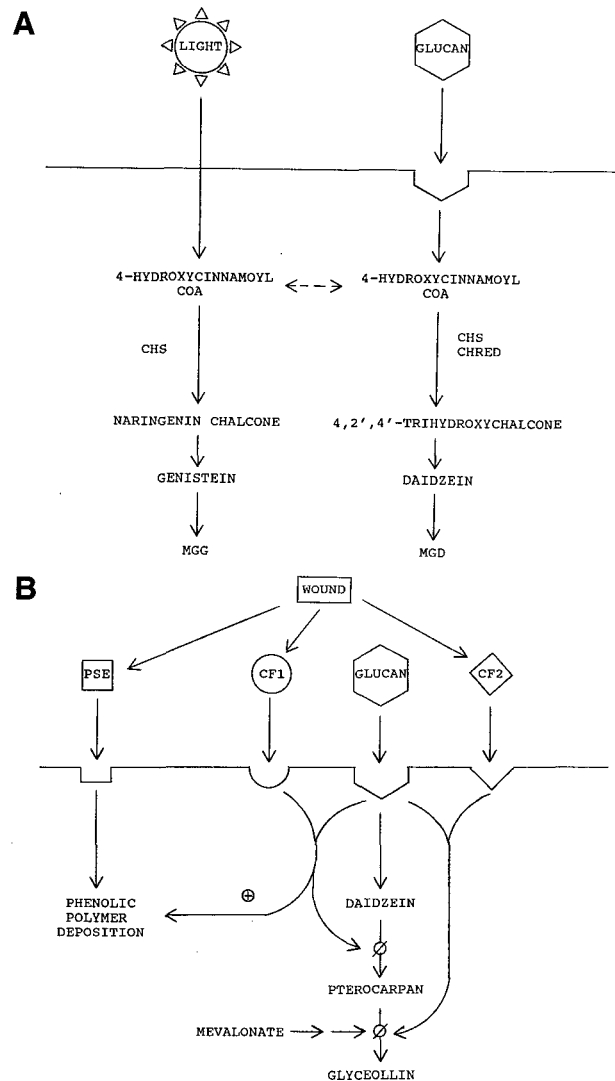 A
LIGHT
GLUCAN
4-HYDROXYCINNAMOYL
COA
4-HYDROXYCINNAMOYL
COA
CHS
CHS
CHRED
NARINGENIN CHALCONE
4,2',4'-TRIHYDROXYCHALCONE
GENISTEIN
DAIDZEIN
MGG
MGD
B
WOUND
PSE
CF1
GLUCAN
CF2
PHENOLIC
POLYMER
DEPOSITION
DAIDZEIN
PTEROCARPAN
MEVALONATE
GLYCEOLLIN